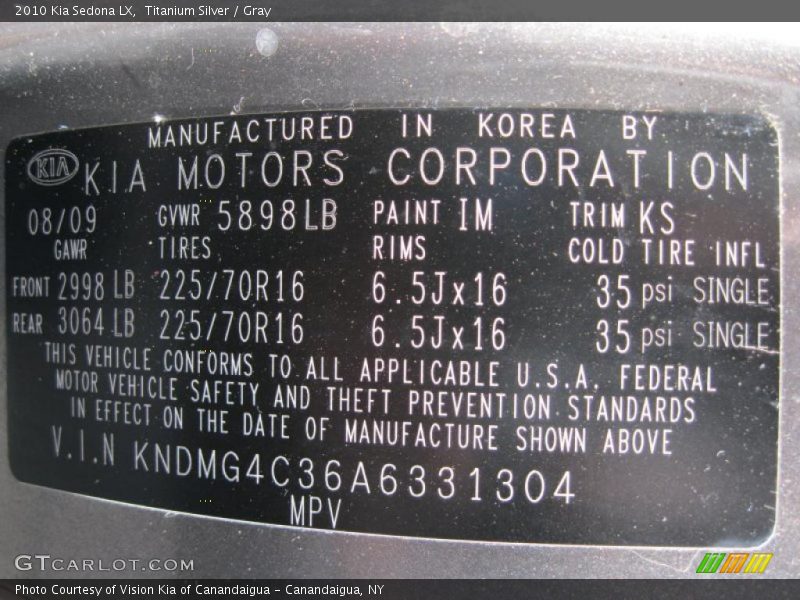 2010 Kia Sedona LX, Titanium Silver / Gray
MANUFACTURED IN KOREA BY
KIA KIA MOTORS CORPORATION
08/09 GVWR 5898LB PAINT IM TRIM KS
GAWR TIRES RIMS COLD TIRE INFL
FRONT 2998 LB 225/70R16 6.5Jx16 35 psi SINGLE
REAR 3064 LB 225/70R16 6.5Jx16 35 psi SINGLE
THIS VEHICLE CONFORMS TO ALL APPLICABLE U.S.A. FEDERAL
MOTOR VEHICLE SAFETY AND THEFT PREVENTION STANDARDS
IN EFFECT ON THE DATE OF MANUFACTURE SHOWN ABOVE
V.I.N KNDMG4C36A6331304
MPV
GTCARLOT.COM
Photo Courtesy of Vision Kia of Canandaigua - Canandaigua, NY